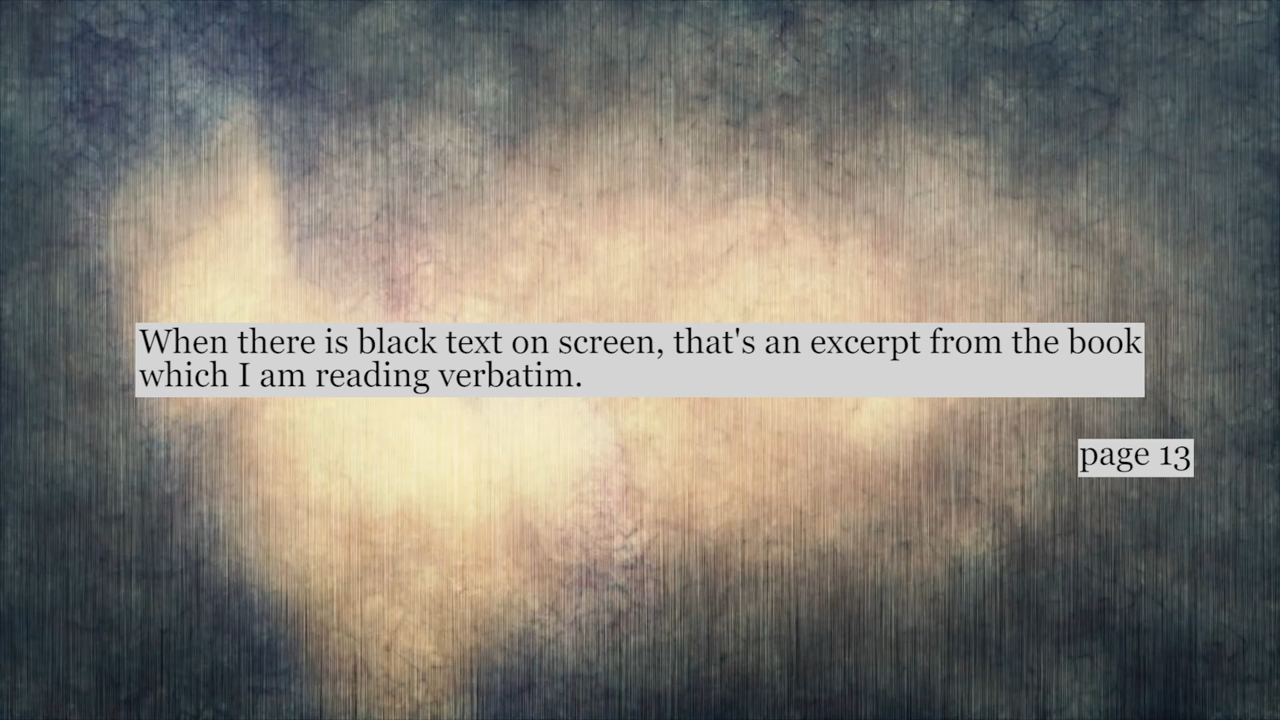 When there is black text on screen, that's an excerpt from the book
which I am reading verbatim.
page 13